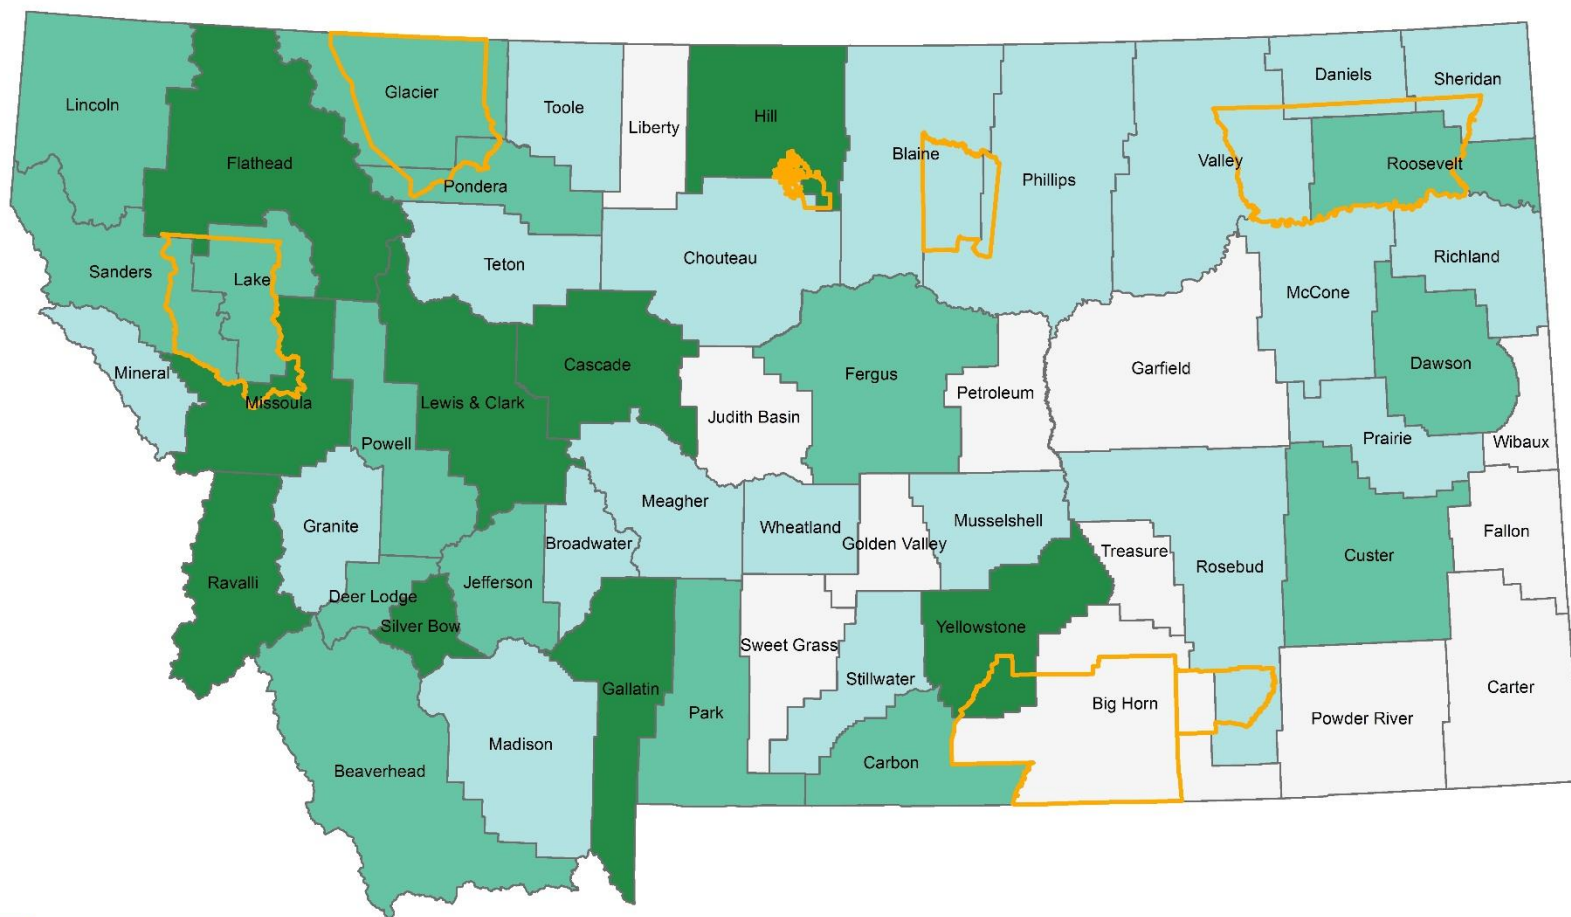 Daniels
Sheridan
Lincoln
Glacier
Toole
Liberty
Hill
Flathead
Blaine
Phillips
Valley
Roosevelt
Pondera
Sanders
Lake
Teton
Chouteau
Richland
McCone
Mineral
Cascade
Fergus
Garfield
Dawson
Missoula
Lewis & Clark
Judith Basin
Petroleum
Powell
Prairie
Wibaux
Meagher
Granite
Wheatland
Musselshell
Broadwater
Golden Valley
Treasure
Fallon
Custer
Rosebud
Ravalli
Jefferson
Deer Lodge
Silver Bow
Yellowstone
Sweet Grass
Stillwater
Gallatin
Carter
Big Horn
Park
Powder River
Madison
Carbon
Beaverhead